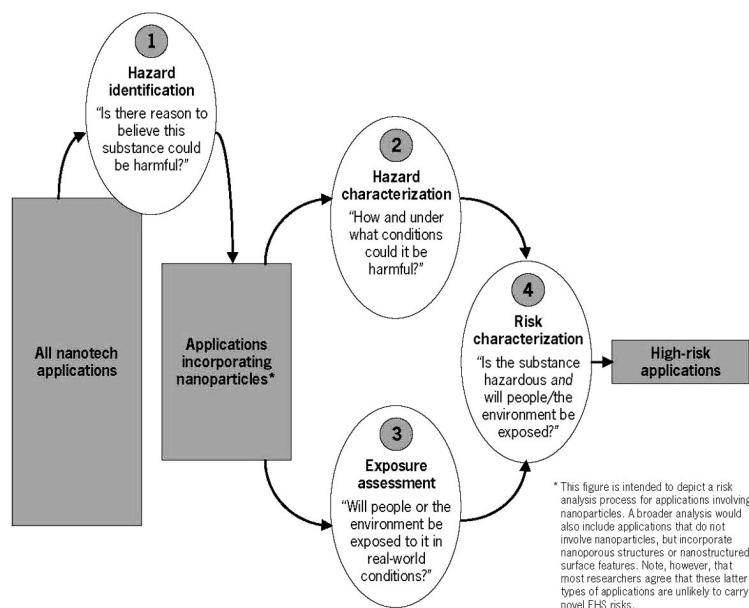 1
Hazard
identification
“Is there reason to
believe this
substance could
be harmful?”
All nanotech
applications
Applications
incorporating
nanoparticles*
2
Hazard
characterization
“How and under
what conditions
could it be
harmful?”
3
Exposure
assessment
“Will people or the
environment be
exposed to it in
real-world
conditions?”
4
Risk
characterization
“Is the substance
hazardous and
will people/the
environment be
exposed?”
High-risk
applications
* This figure is intended to depict a risk
analysis process for applications involving
nanoparticles. A broader analysis would
also include applications that do not
involve nanoparticles, but incorporate
nanoporous structures or nanostructured
surface features. Note, however, that
most researchers agree that these latter
types of applications are unlikely to carry
novel EHS risks.